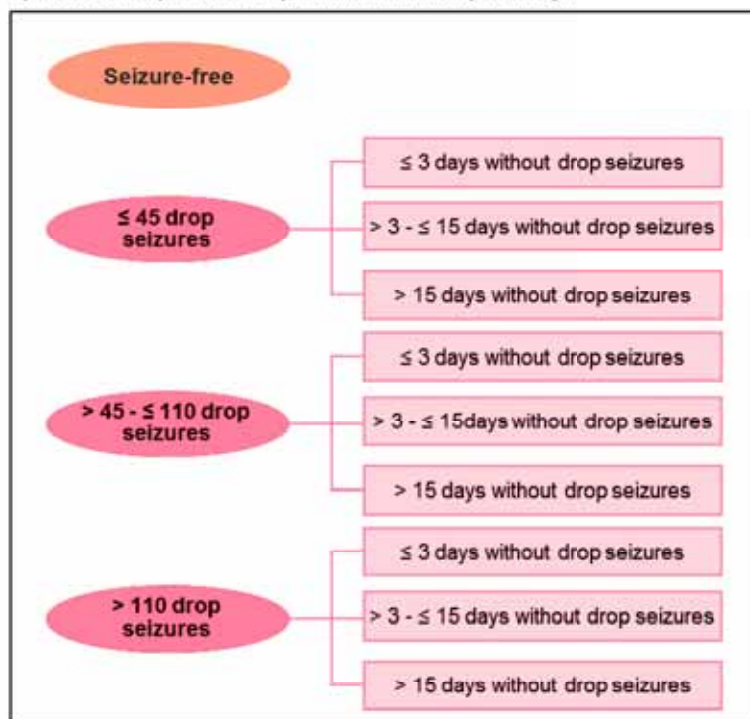 Seizure-free
≤ 45 drop
seizures
≤ 3 days without drop seizures
> 3 - ≤ 15 days without drop seizures
> 15 days without drop seizures
> 45 - ≤ 110 drop
seizures
≤ 3 days without drop seizures
> 3 - ≤ 15days without drop seizures
> 15 days without drop seizures
> 110 drop
seizures
≤ 3 days without drop seizures
> 3 - ≤ 15 days without drop seizures
> 15 days without drop seizures